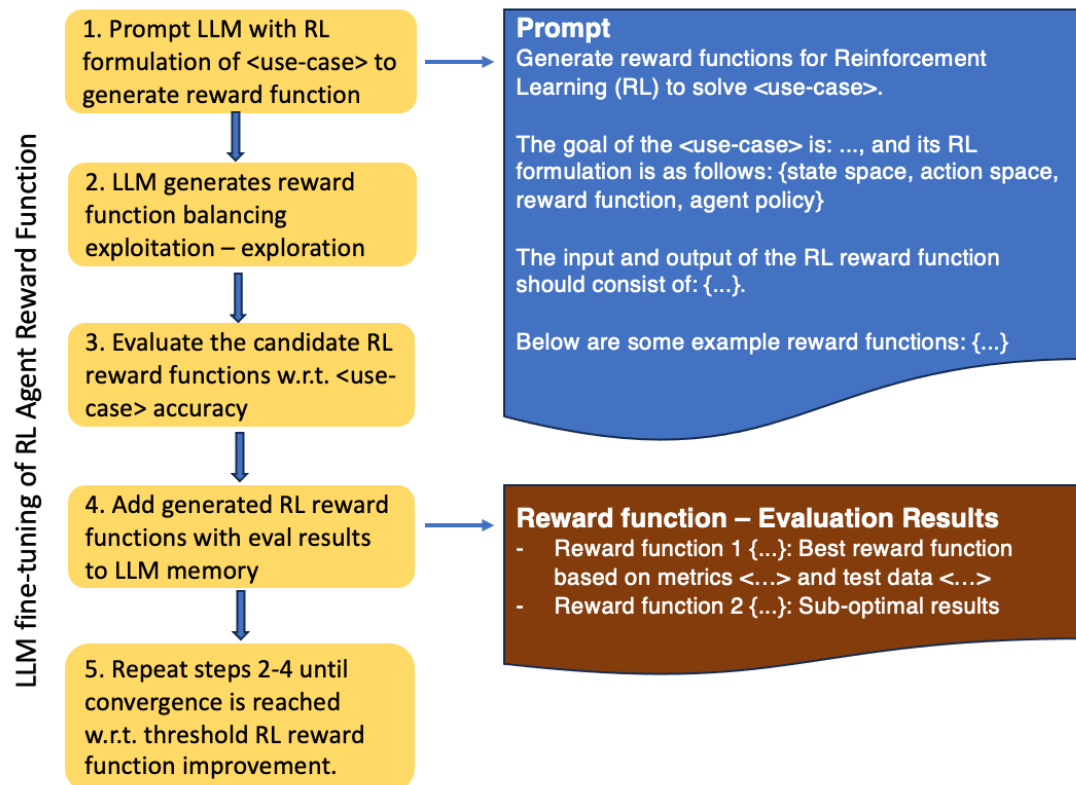 LLM fine-tuning of RL Agent Reward Function
1. Prompt LLM with RL
formulation of <use-case> to
generate reward function
2. LLM generates reward
function balancing
exploitation – exploration
3. Evaluate the candidate RL
reward functions w.r.t. <use-
case> accuracy
4. Add generated RL reward
functions with eval results
to LLM memory
5. Repeat steps 2-4 until
convergence is reached
w.r.t. threshold RL reward
function improvement.
Prompt
Generate reward functions for Reinforcement
Learning (RL) to solve <use-case>.
The goal of the <use-case> is: ..., and its RL
formulation is as follows: {state space, action space,
reward function, agent policy}
The input and output of the RL reward function
should consist of: {...}.
Below are some example reward functions: {...}
Reward function – Evaluation Results
- Reward function 1 {...}: Best reward function
based on metrics <...> and test data <...>
- Reward function 2 {...}: Sub-optimal results